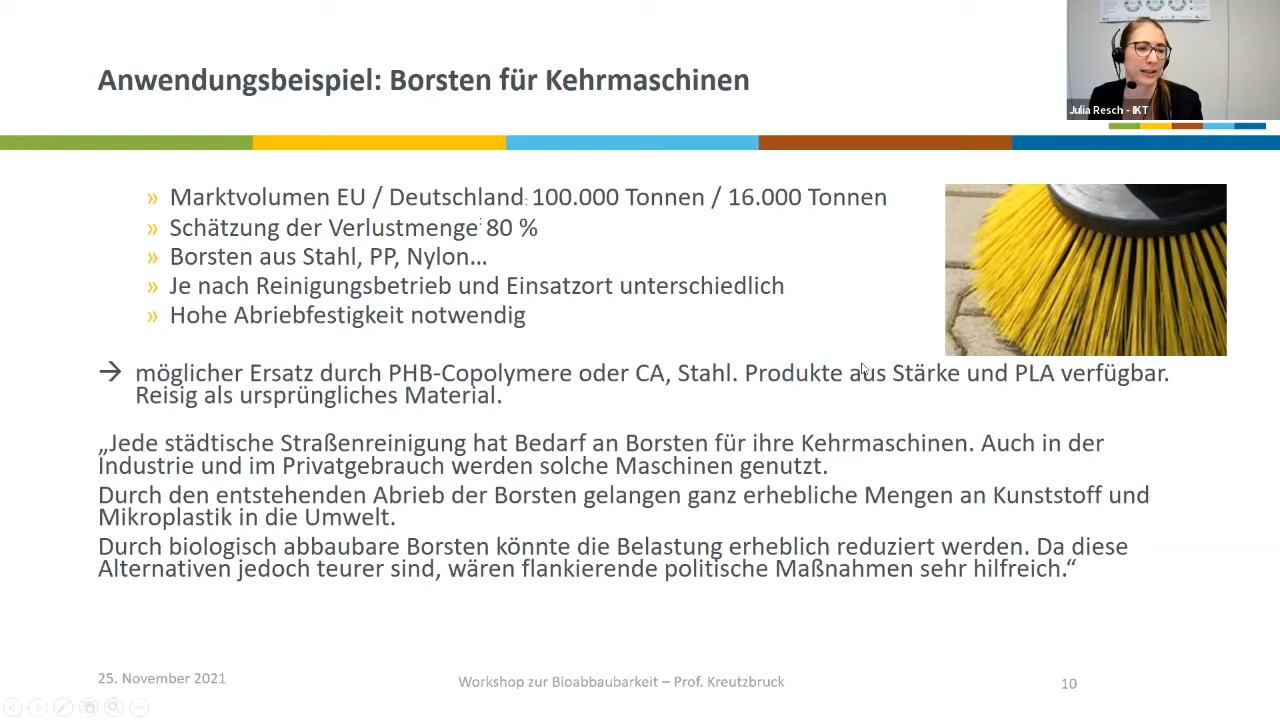 Anwendungsbeispiel: Borsten für Kehrmaschinen
Julia Resch - IKT
» Marktvolumen EU / Deutschland: 100.000 Tonnen / 16.000 Tonnen
» Schätzung der Verlustmenge: 80 %
» Borsten aus Stahl, PP, Nylon…
» Je nach Reinigungsbetrieb und Einsatzort unterschiedlich
» Hohe Abriebfestigkeit notwendig
→ möglicher Ersatz durch PHB-Copolymere oder CA, Stahl. Produkte aus Stärke und PLA verfügbar.
Reisig als ursprüngliches Material.
„Jede städtische Straßenreinigung hat Bedarf an Borsten für ihre Kehrmaschinen. Auch in der
Industrie und im Privatgebrauch werden solche Maschinen genutzt.
Durch den entstehenden Abrieb der Borsten gelangen ganz erhebliche Mengen an Kunststoff und
Mikroplastik in die Umwelt.
Durch biologisch abbaubare Borsten könnte die Belastung erheblich reduziert werden. Da diese
Alternativen jedoch teurer sind, wären flankierende politische Maßnahmen sehr hilfreich.“
25. November 2021
Workshop zur Bioabbaubarkeit – Prof. Kreutzbruck
10